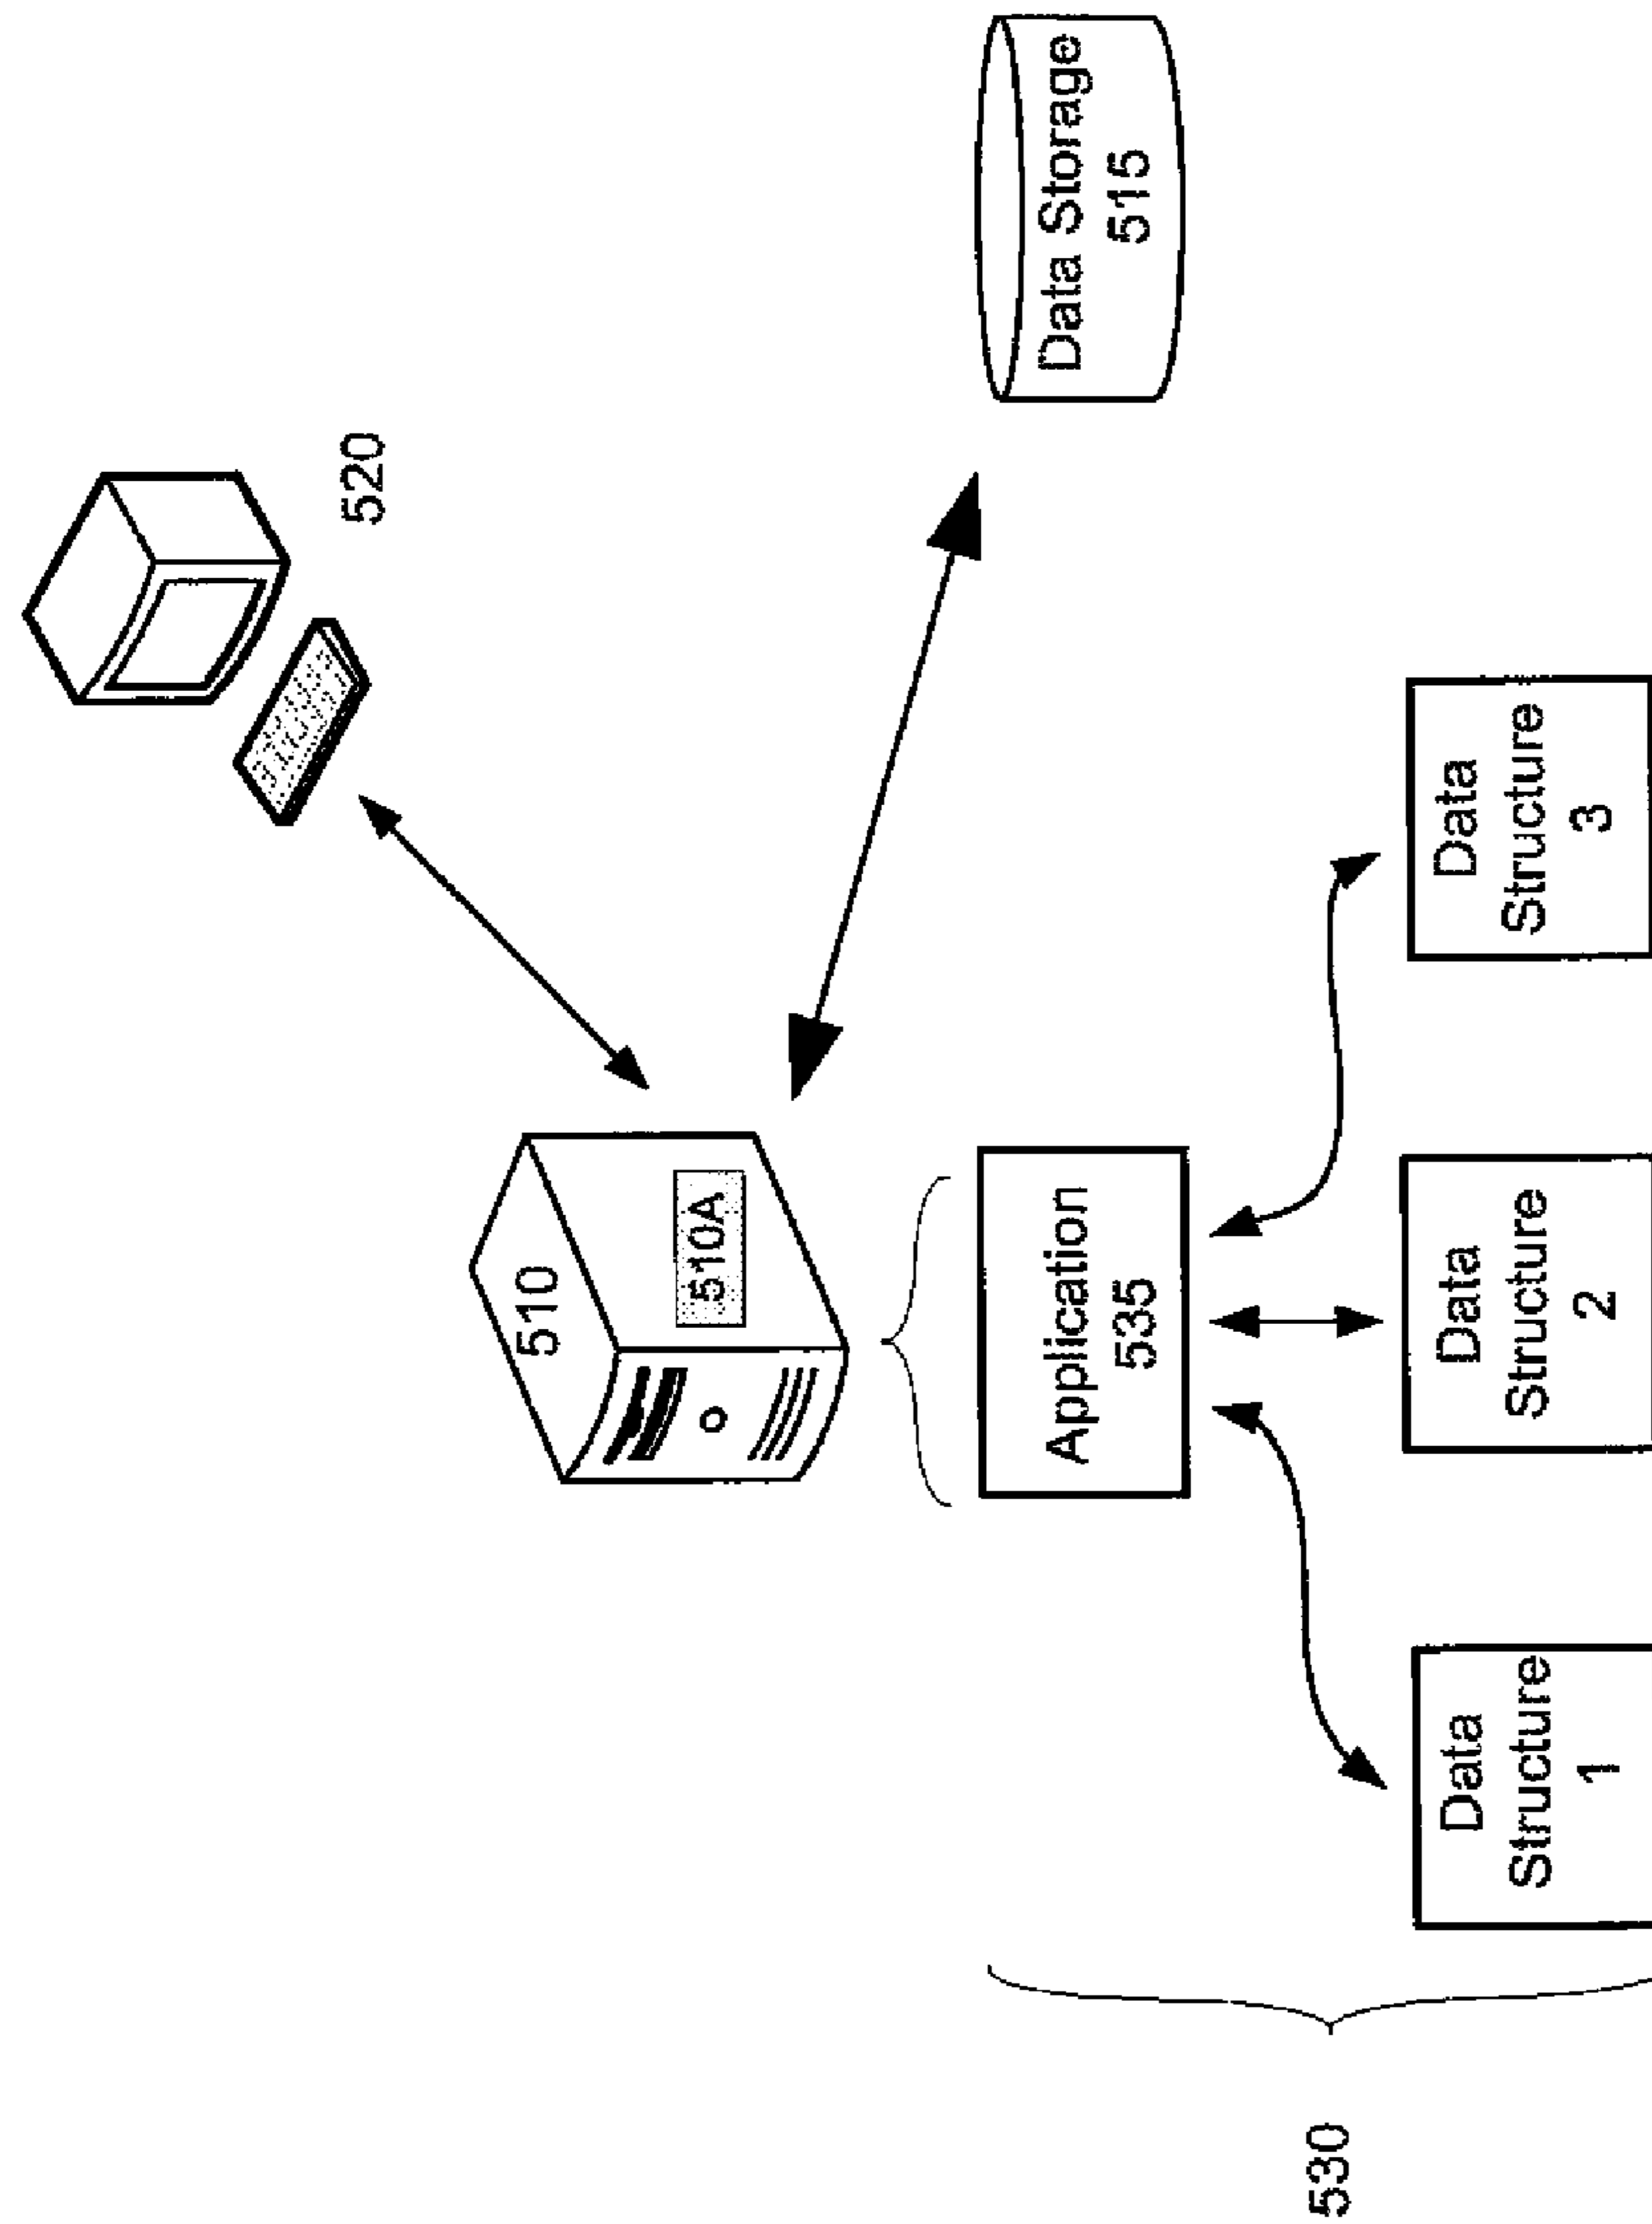 520
510
510A
Data Storage
515
Application
535
530
Data
Structure
1
Data
Structure
2
Data
Structure
3